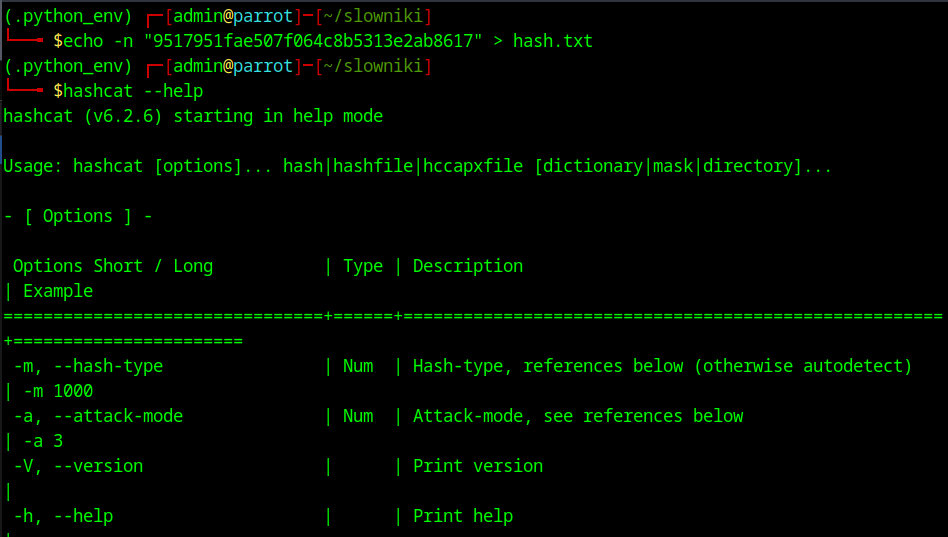 (.python_env) ┌─[admin@parrot]─[~/slowniki]
└──╼ $echo -n "9517951fae507f064c8b5313e2ab8617" > hash.txt
(.python_env) ┌─[admin@parrot]─[~/slowniki]
└──╼ $hashcat --help
hashcat (v6.2.6) starting in help mode
Usage: hashcat [options]... hash|hashfile|hccapxfile [dictionary|mask|directory]...
- [ Options ] -
 Options Short / Long           | Type | Description
| Example
================================+======+======================================================
+=======================
 -m, --hash-type                | Num  | Hash-type, references below (otherwise autodetect)
| -m 1000
 -a, --attack-mode              | Num  | Attack-mode, see references below
| -a 3
 -V, --version                  |      | Print version
|
 -h, --help                     |      | Print help